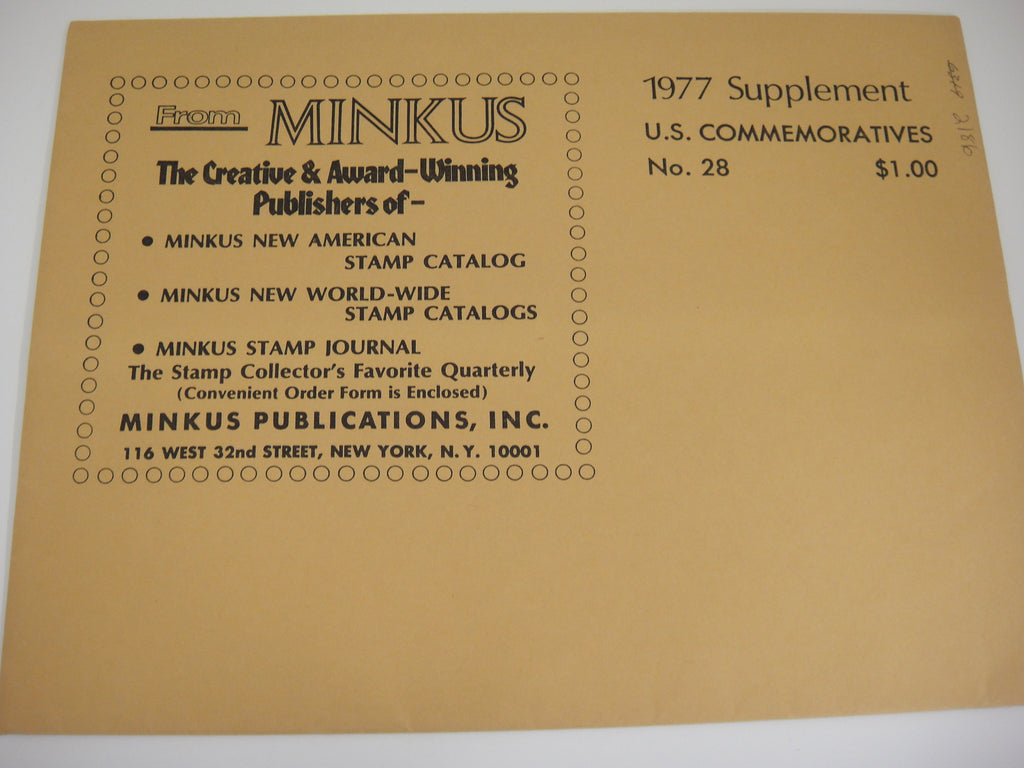 From MINKUS
The Creative & Award-Winning
Publishers of-
• MINKUS NEW AMERICAN
STAMP CATALOG
• MINKUS NEW WORLD-WIDE
STAMP CATALOGS
• MINKUS STAMP JOURNAL
The Stamp Collector's Favorite Quarterly
(Convenient Order Form is Enclosed)
MINKUS PUBLICATIONS, INC.
116 WEST 32nd STREET, NEW YORK, N.Y. 10001
1977 Supplement
U.S. COMMEMORATIVES
No. 28 $1.00
2186